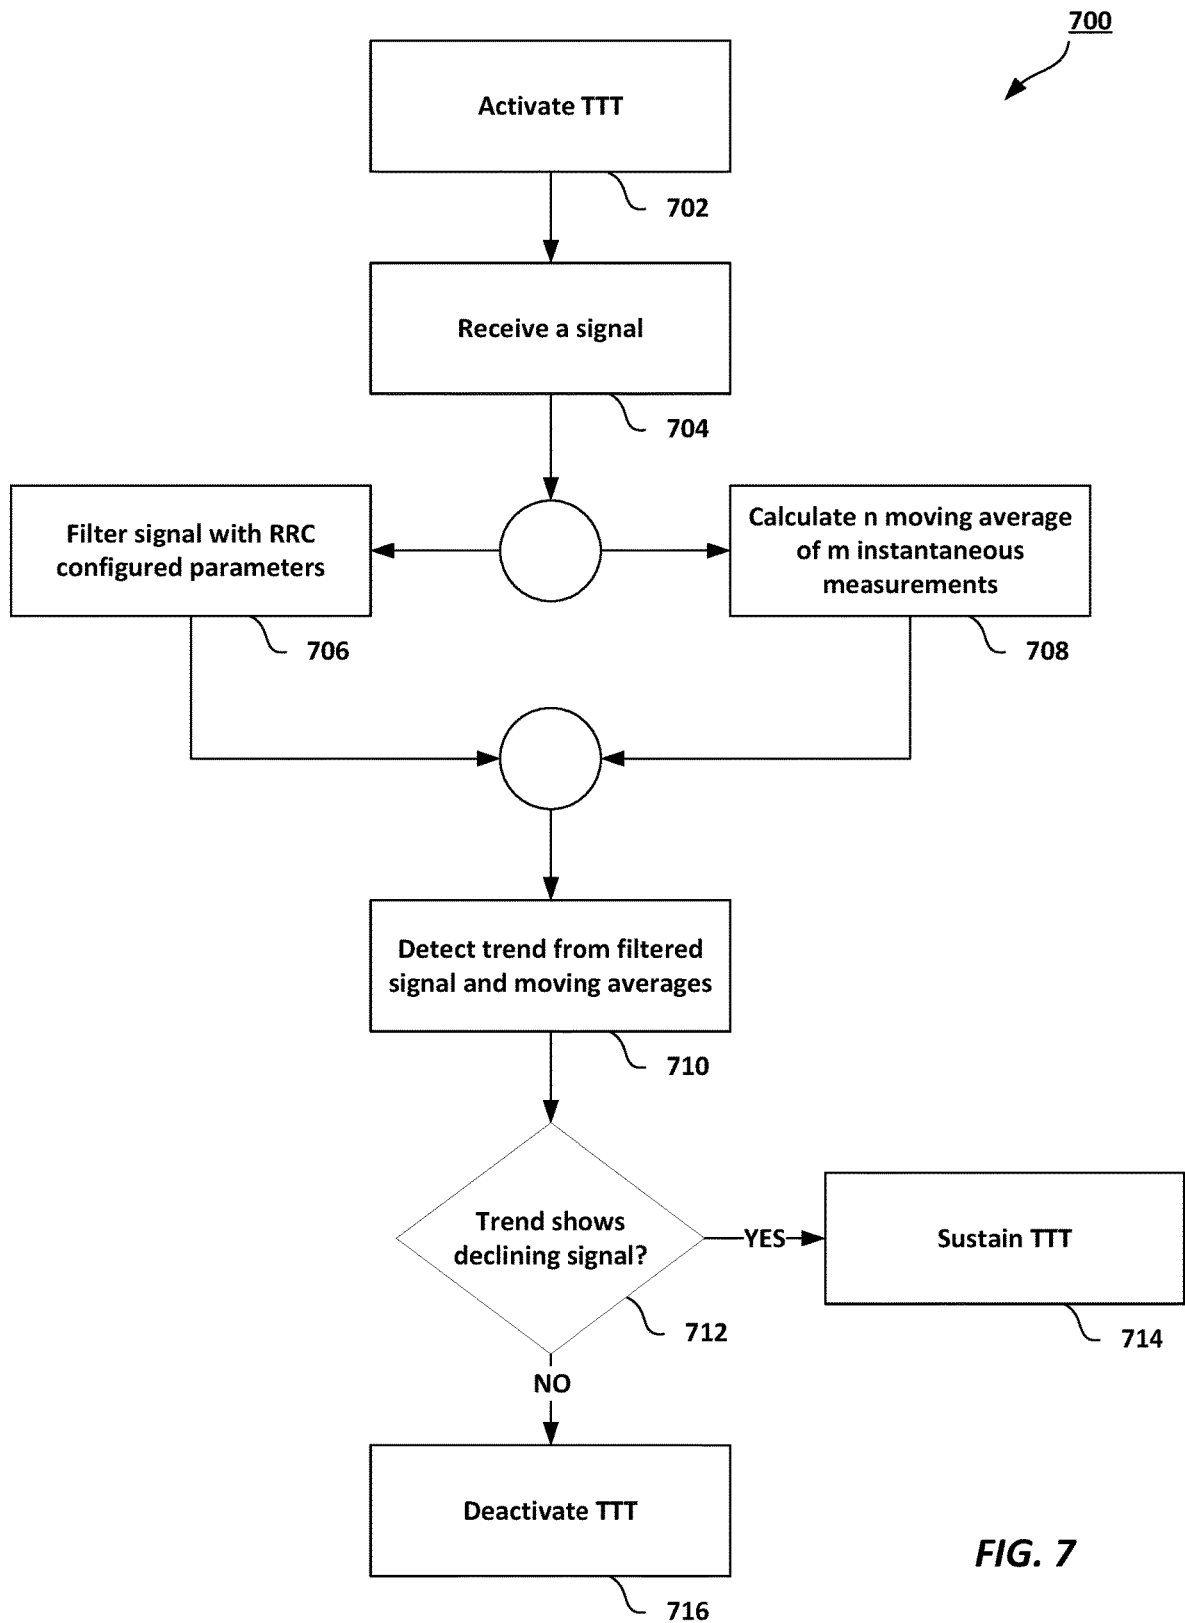 700
Activate TTT
702
Receive a signal
704
Filter signal with RRC
configured parameters
706
Calculate n moving average
of m instantaneous
measurements
708
Detect trend from filtered
signal and moving averages
710
Trend shows
declining signal?
712
YES
Sustain TTT
714
NO
Deactivate TTT
716
FIG. 7